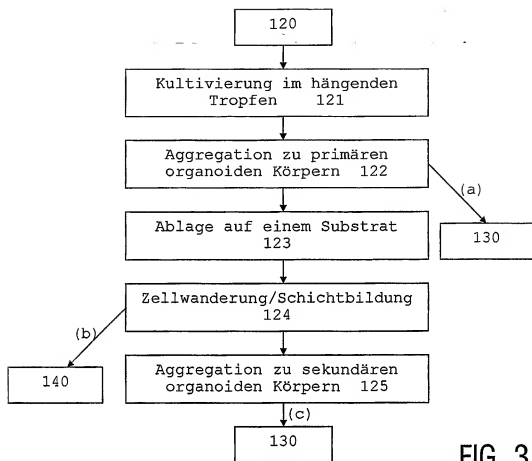 120
Kultivierung im hängenden
Tropfen 121
Aggregation zu primären
organoiden Körpern 122
(a)
130
Ablage auf einem Substrat
123
Zellwanderung/Schichtbildung
124
(b)
140
Aggregation zu sekundären
organoiden Körpern 125
(c)
130
FIG. 3